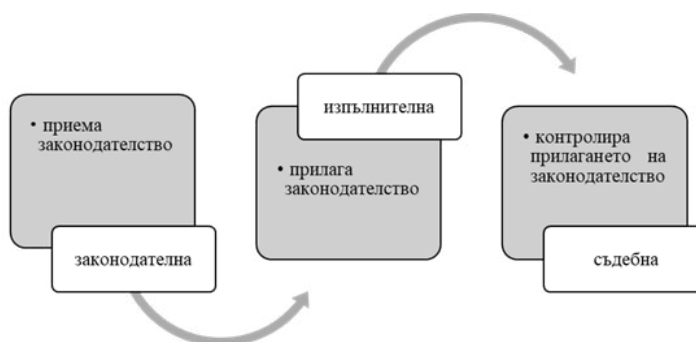 • приема
законодателство
законодателна
изпълнителна
• прилага
законодателство
• контролира
прилагането на
законодателство
съдебна